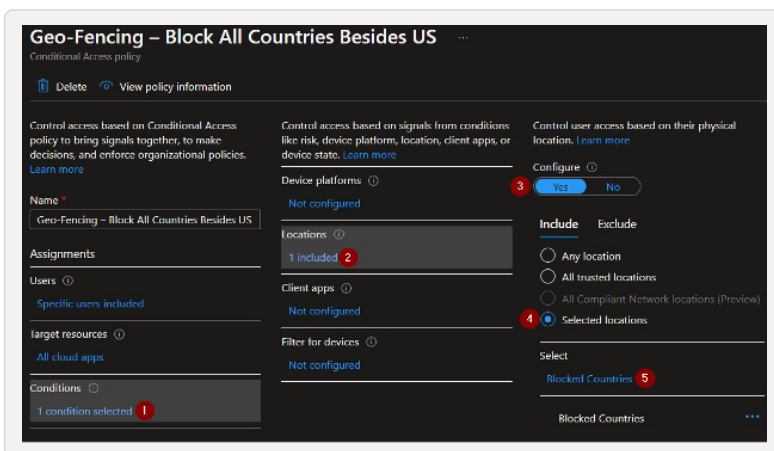 Geo-Fencing – Block All Countries Besides US ...
Conditional Access policy
Delete View policy information
Control access based on Conditional Access
policy to bring signals together, to make
decisions, and enforce organizational policies.
Learn more
Name *
Geo-Fencing – Block All Countries Besides US
Assignments
Users
Specific users included
Target resources
All cloud apps
Conditions
1 condition selected 1
Control access based on signals from conditions
like risk, device platform, location, client apps, or
device state. Learn more
Device platforms
Not configured
Locations
1 included 2
Client apps
Not configured
Filter for devices
Not configured
Control user access based on their physical
location. Learn more
Configure
3 Yes No
Include Exclude
Any location
All trusted locations
All Compliant Network locations (Preview)
4 Selected locations
Select
Blocked Countries 5
Blocked Countries ...